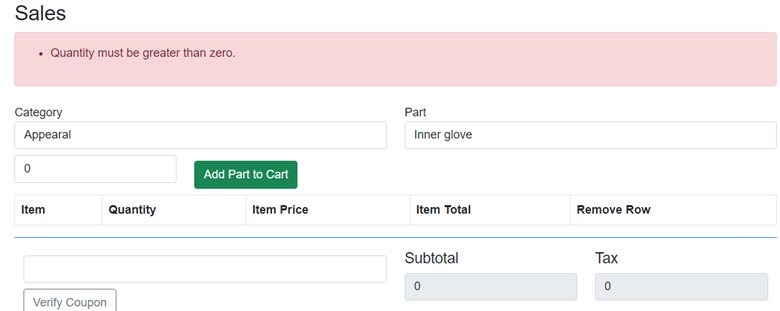 Sales
• Quantity must be greater than zero.
Category Part
Appearal Inner glove
0 Add Part to Cart
Item Quantity Item Price Item Total Remove Row
Subtotal Tax
0 0
Verify Coupon